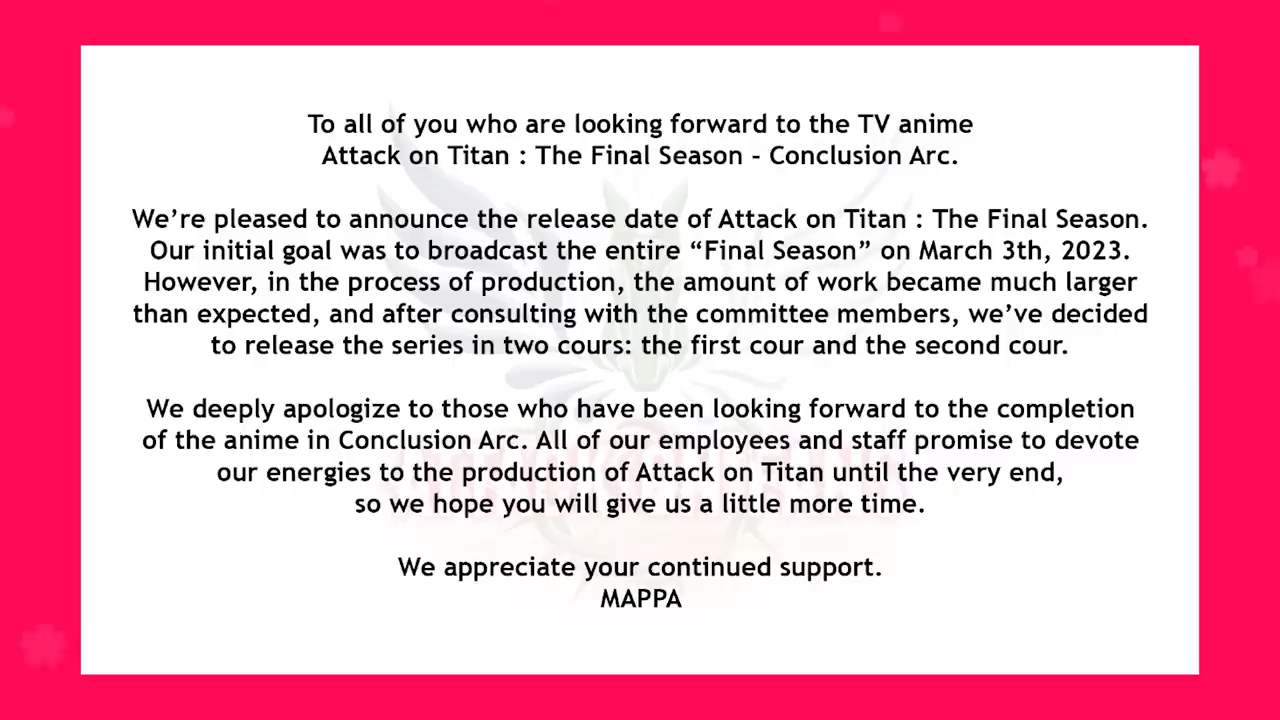 To all of you who are looking forward to the TV anime
Attack on Titan : The Final Season – Conclusion Arc.
We’re pleased to announce the release date of Attack on Titan : The Final Season.
Our initial goal was to broadcast the entire “Final Season” on March 3th, 2023.
However, in the process of production, the amount of work became much larger
than expected, and after consulting with the committee members, we’ve decided
to release the series in two cours: the first cour and the second cour.
We deeply apologize to those who have been looking forward to the completion
of the anime in Conclusion Arc. All of our employees and staff promise to devote
our energies to the production of Attack on Titan until the very end,
so we hope you will give us a little more time.
We appreciate your continued support.
MAPPA